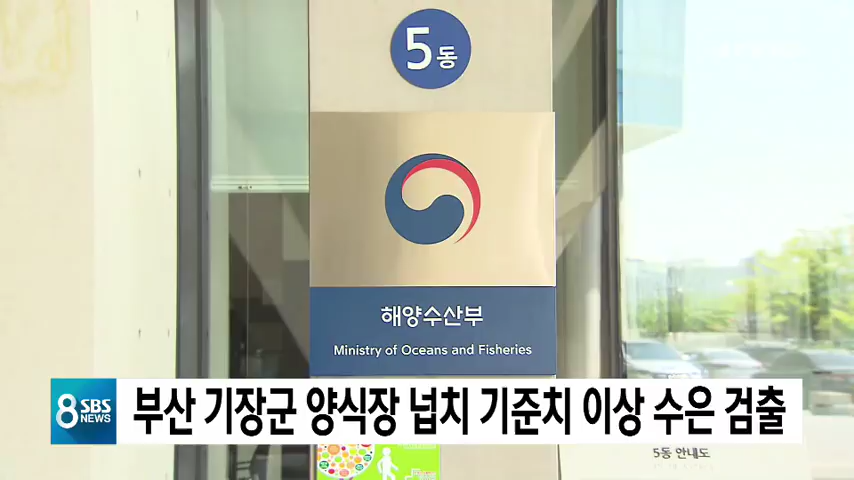 5동
해양수산부
Ministry of Oceans and Fisheries
8 SBS NEWS
부산 기장군 양식장 넙치 기준치 이상 수은 검출
5동 안내도